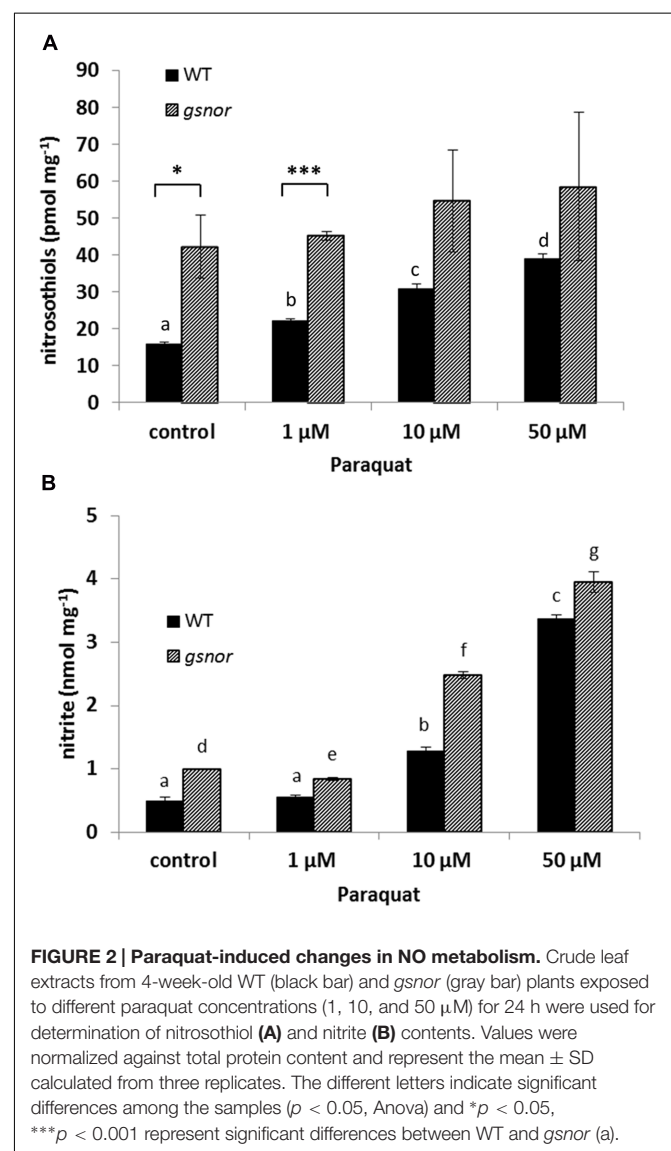 A
WT
gsnor
90
80
70
60
50
40
30
20
10
0
nitrosothiols (pmol mg⁻¹)
*
***
a
b
c
d
control
1 µM
10 µM
50 µM
Paraquat
B
WT
gsnor
5
4
3
2
1
0
nitrite (nmol mg⁻¹)
a
d
a
e
b
f
c
g
control
1 µM
10 µM
50 µM
Paraquat
FIGURE 2 | Paraquat-induced changes in NO metabolism. Crude leaf
extracts from 4-week-old WT (black bar) and gsnor (gray bar) plants exposed
to different paraquat concentrations (1, 10, and 50 µM) for 24 h were used for
determination of nitrosothiol (A) and nitrite (B) contents. Values were
normalized against total protein content and represent the mean ± SD
calculated from three replicates. The different letters indicate significant
differences among the samples (p < 0.05, Anova) and *p < 0.05,
***p < 0.001 represent significant differences between WT and gsnor (a).